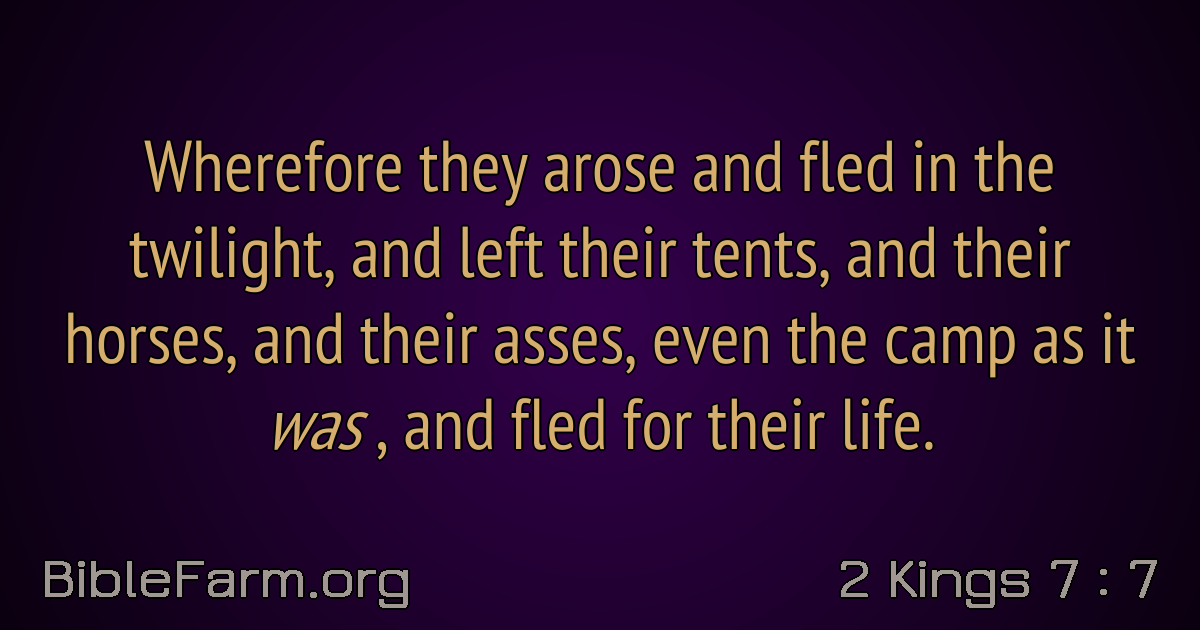 Wherefore they arose and fled in the
twilight, and left their tents, and their
horses, and their asses, even the camp as it
was , and fled for their life.
BibleFarm.org
2 Kings 7 : 7